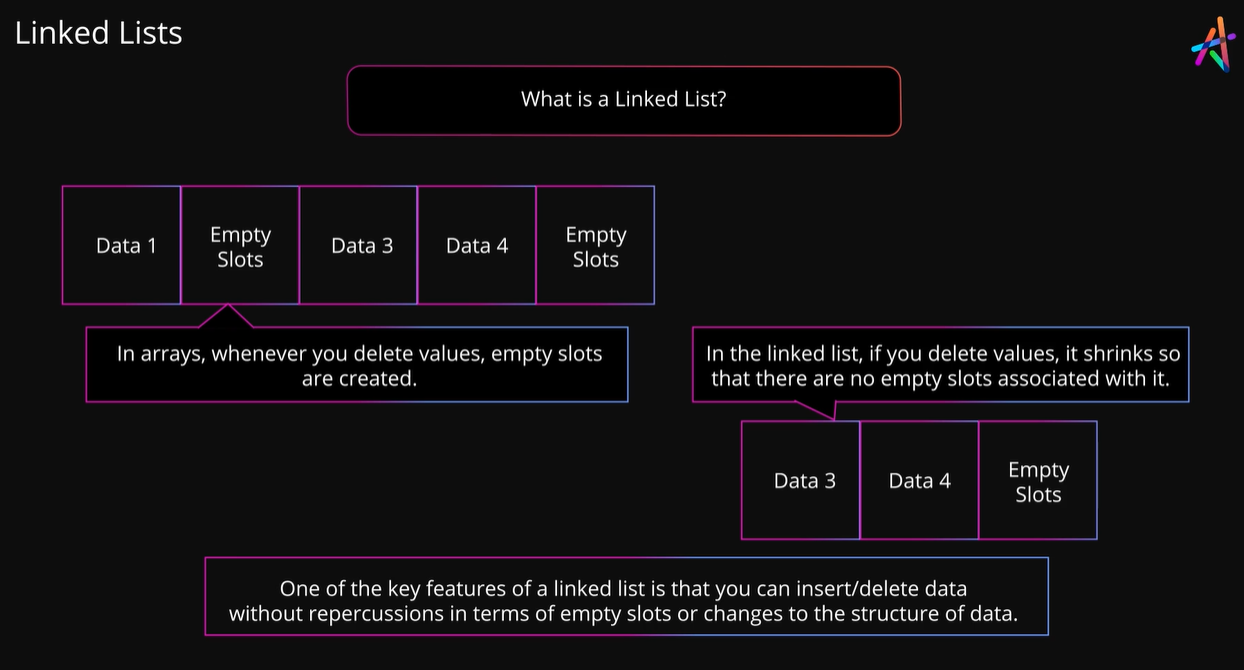 Linked Lists
What is a Linked List?
Data 1
Empty
Slots
Data 3
Data 4
Empty
Slots
In arrays, whenever you delete values, empty slots
are created.
In the linked list, if you delete values, it shrinks so
that there are no empty slots associated with it.
Data 3
Data 4
Empty
Slots
One of the key features of a linked list is that you can insert/delete data
without repercussions in terms of empty slots or changes to the structure of data.